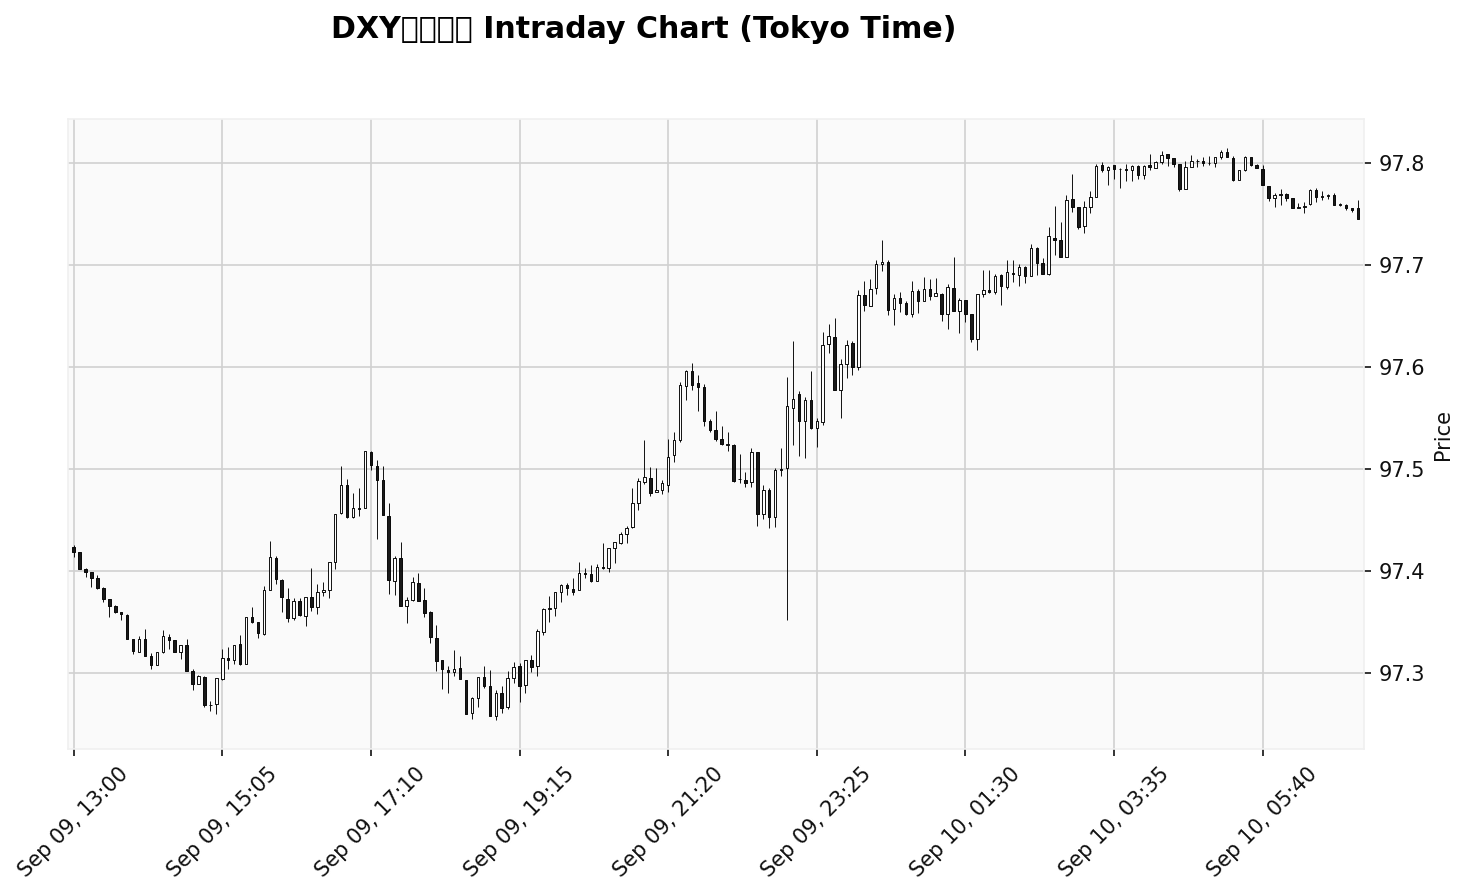 DXY Intraday Chart (Tokyo Time)
97.8
97.7
97.6
97.5
97.4
97.3
Price
Sep 09, 13:00
Sep 09, 15:05
Sep 09, 17:10
Sep 09, 19:15
Sep 09, 21:20
Sep 09, 23:25
Sep 10, 01:30
Sep 10, 03:35
Sep 10, 05:40